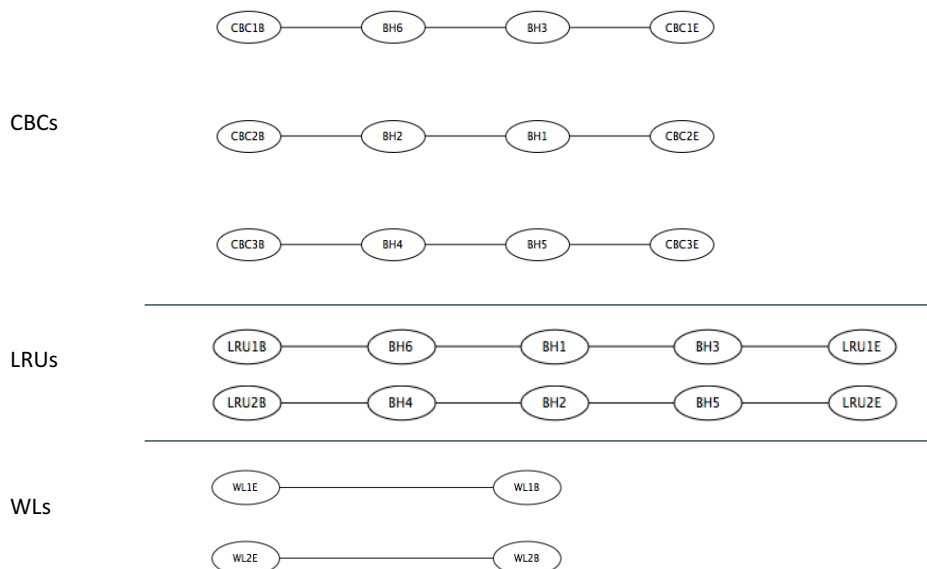 CBC1B BH6 BH3 CBC1E
CBCs
CBC2B BH2 BH1 CBC2E
CBC3B BH4 BH5 CBC3E
LRUs
LRU1B BH6 BH1 BH3 LRU1E
LRU2B BH4 BH2 BH5 LRU2E
WLs
WL1E WL1B
WL2E WL2B